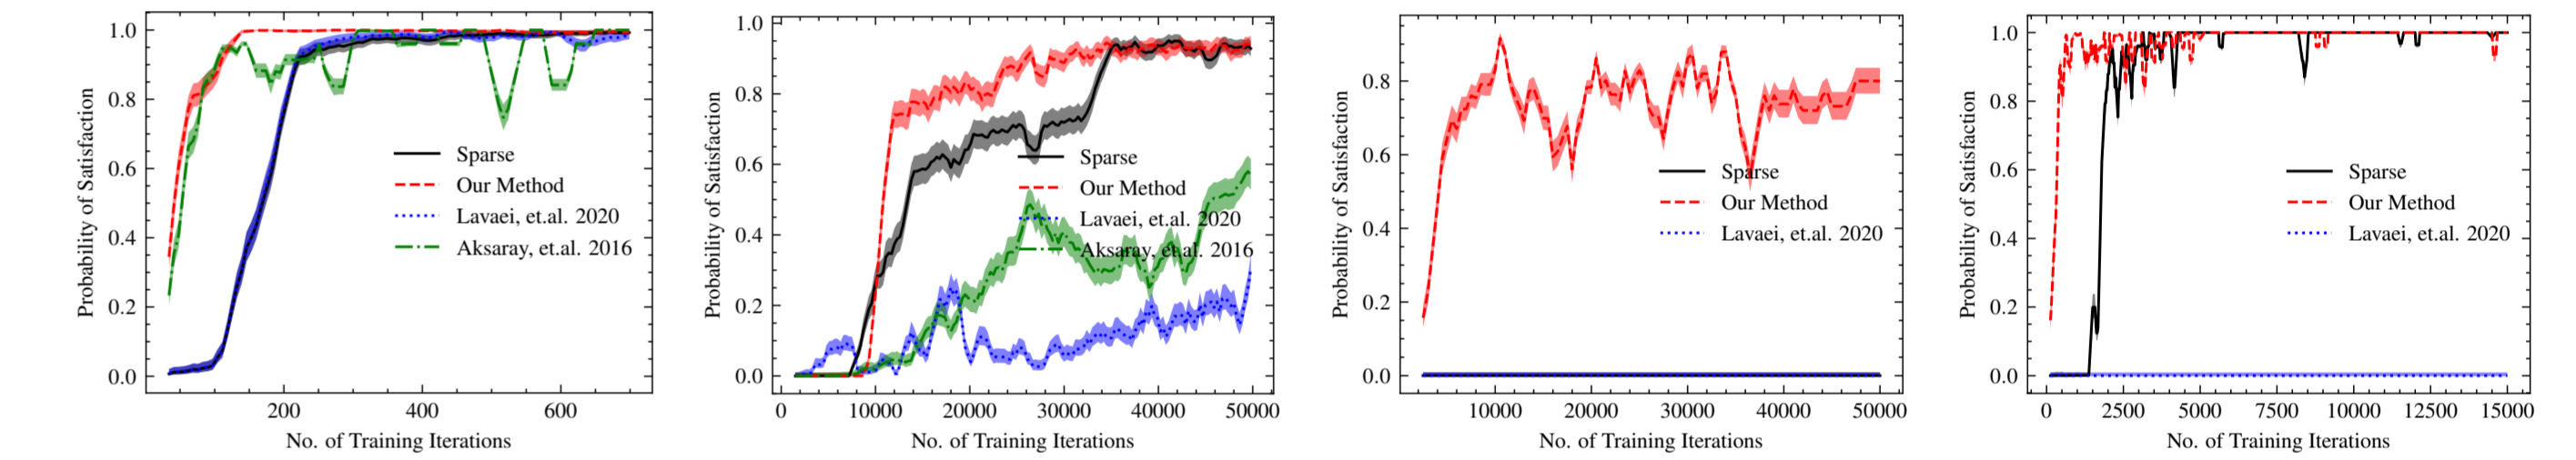 Probability of Satisfaction
1.0
0.8
0.6
0.4
0.2
0.0
Sparse
Our Method
Lavaei, et.al. 2020
Aksaray, et.al. 2016
200 400 600
No. of Training Iterations
Probability of Satisfaction
1.0
0.8
0.6
0.4
0.2
0.0
Sparse
Our Method
Lavaei, et.al. 2020
Aksaray, et.al. 2016
0 10000 20000 30000 40000 50000
No. of Training Iterations
Probability of Satisfaction
0.8
0.6
0.4
0.2
0.0
Sparse
Our Method
Lavaei, et.al. 2020
10000 20000 30000 40000 50000
No. of Training Iterations
Probability of Satisfaction
1.0
0.8
0.6
0.4
0.2
0.0
Sparse
Our Method
Lavaei, et.al. 2020
0 2500 5000 7500 10000 12500 15000
No. of Training Iterations